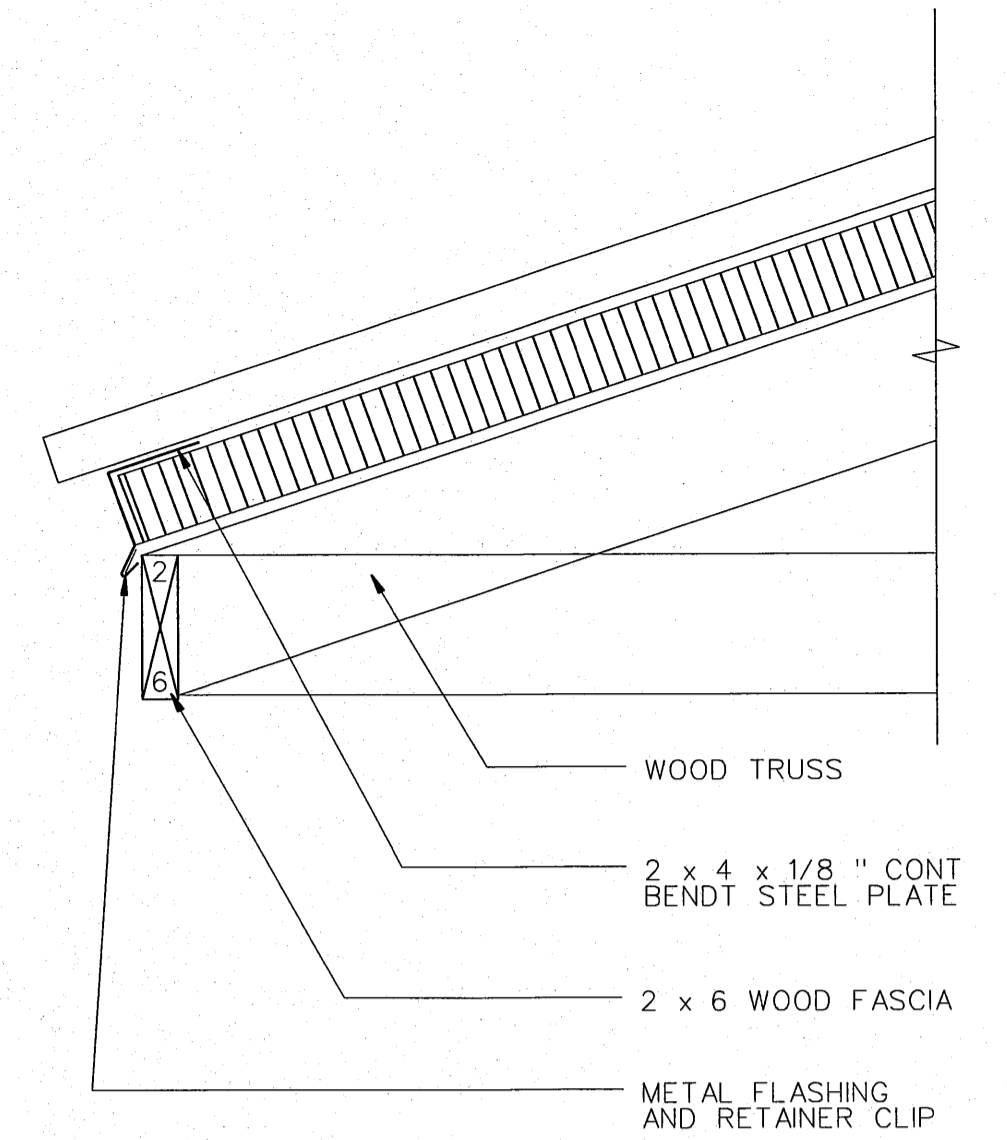 2
6
WOOD TRUSS
2 x 4 x 1/8 " CONT
BENDT STEEL PLATE
2 x 6 WOOD FASCIA
METAL FLASHING
AND RETAINER CLIP